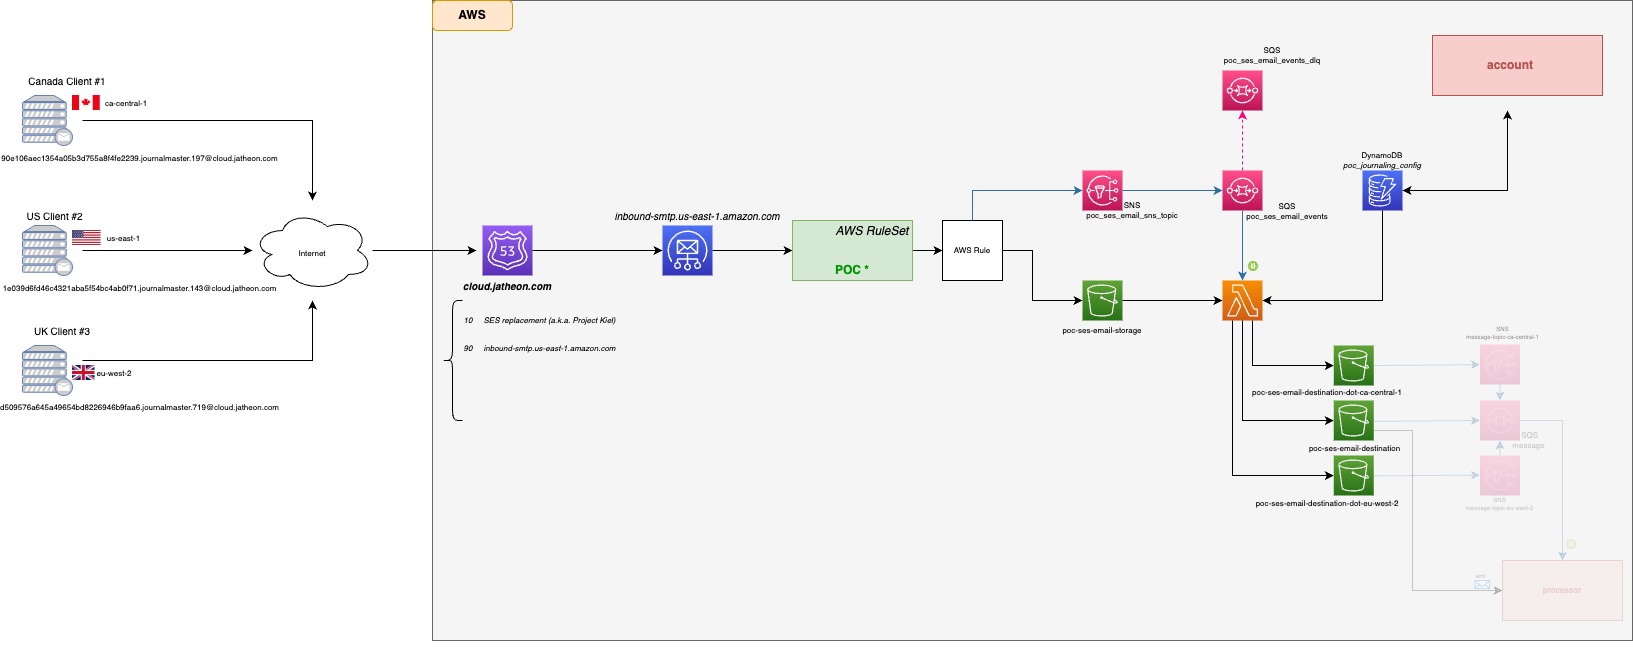 AWS
SQS
poc_ses_email_events_dlq
account
Canada Client #1
ca-central-1
90e106aec1354a05b3d755a8f4fe2239.journalmaster.197@cloud.jatheon.com
DynamoDB
poc_journaling_config
SNS
poc_ses_email_sns_topic
SQS
poc_ses_email_events
US Client #2
us-east-1
Internet
1e039d6fd46c4321aba5f54bc4ab0f71.journalmaster.143@cloud.jatheon.com
inbound-smtp.us-east-1.amazon.com
53
cloud.jatheon.com
AWS RuleSet
POC *
AWS Rule
10 SES replacement (a.k.a. Project Kiel)
90 inbound-smtp.us-east-1.amazon.com
poc-ses-email-storage
UK Client #3
eu-west-2
d509576a645a49654bd8226946b9faa6.journalmaster.719@cloud.jatheon.com
SNS
message-topic-ca-central-1
poc-ses-email-destination-dot-ca-central-1
SQS
message
poc-ses-email-destination
poc-ses-email-destination-dot-eu-west-2
SNS
message-topic-eu-west-2
.eml
processor